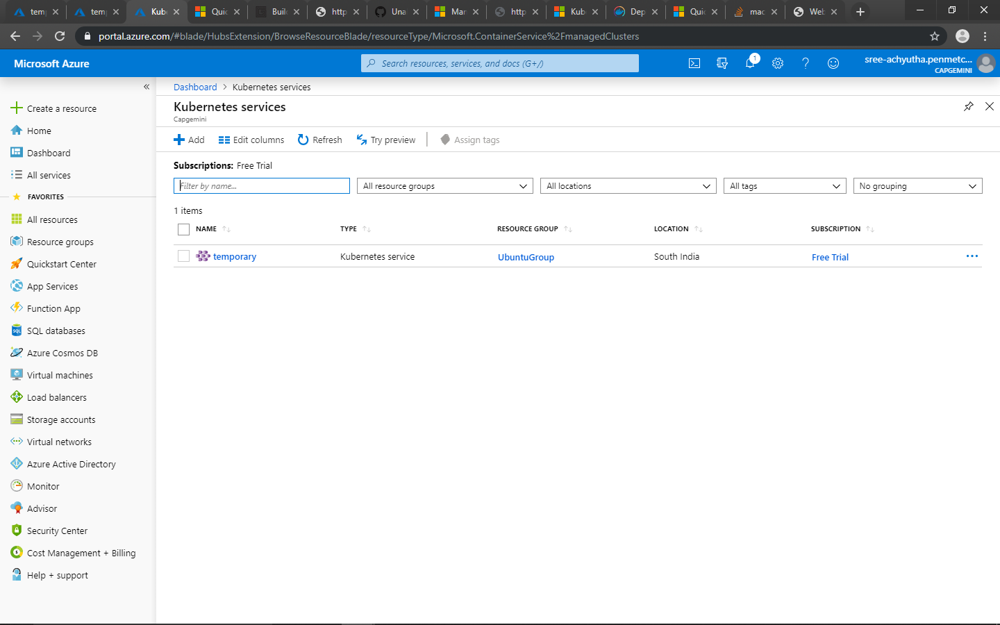 temp
temp
Kube
Quic
Buil
http
Una
Mar
http
Kub
Dep
Quic
mac
Web
portal.azure.com/#blade/HubsExtension/BrowseResourceBlade/resourceType/Microsoft.ContainerService%2FmanagedClusters
Microsoft Azure
Search resources, services, and docs (G+/)
1
sree-achyutha.penmetc...
CAPGEMINI
Create a resource
Home
Dashboard
All services
FAVORITES
All resources
Resource groups
Quickstart Center
App Services
Function App
SQL databases
Azure Cosmos DB
Virtual machines
Load balancers
Storage accounts
Virtual networks
Azure Active Directory
Monitor
Advisor
Security Center
Cost Management + Billing
Help + support
Dashboard > Kubernetes services
Kubernetes services
Capgemini
Add Edit columns Refresh Try preview Assign tags
Subscriptions: Free Trial
Filter by name... All resource groups All locations All tags No grouping
1 items
NAME TYPE RESOURCE GROUP LOCATION SUBSCRIPTION
temporary Kubernetes service UbuntuGroup South India Free Trial